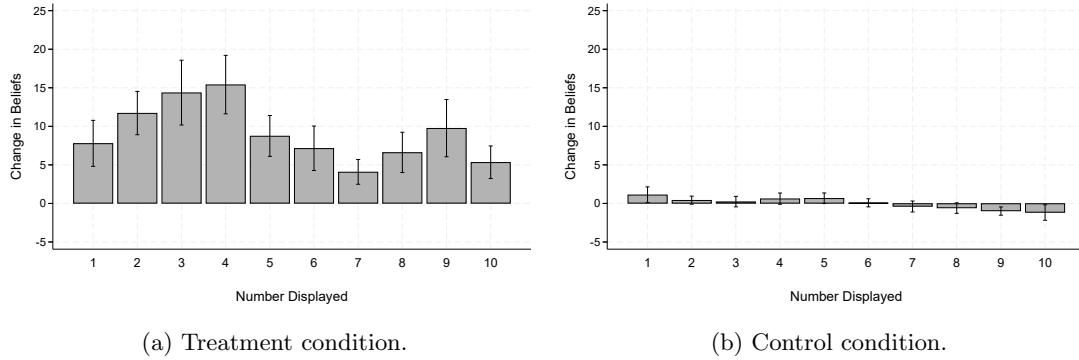 25
20
15
10
5
0
-5
Change in Beliefs
1 2 3 4 5 6 7 8 9 10
Number Displayed
(a) Treatment condition.
25
20
15
10
5
0
-5
Change in Beliefs
1 2 3 4 5 6 7 8 9 10
Number Displayed
(b) Control condition.